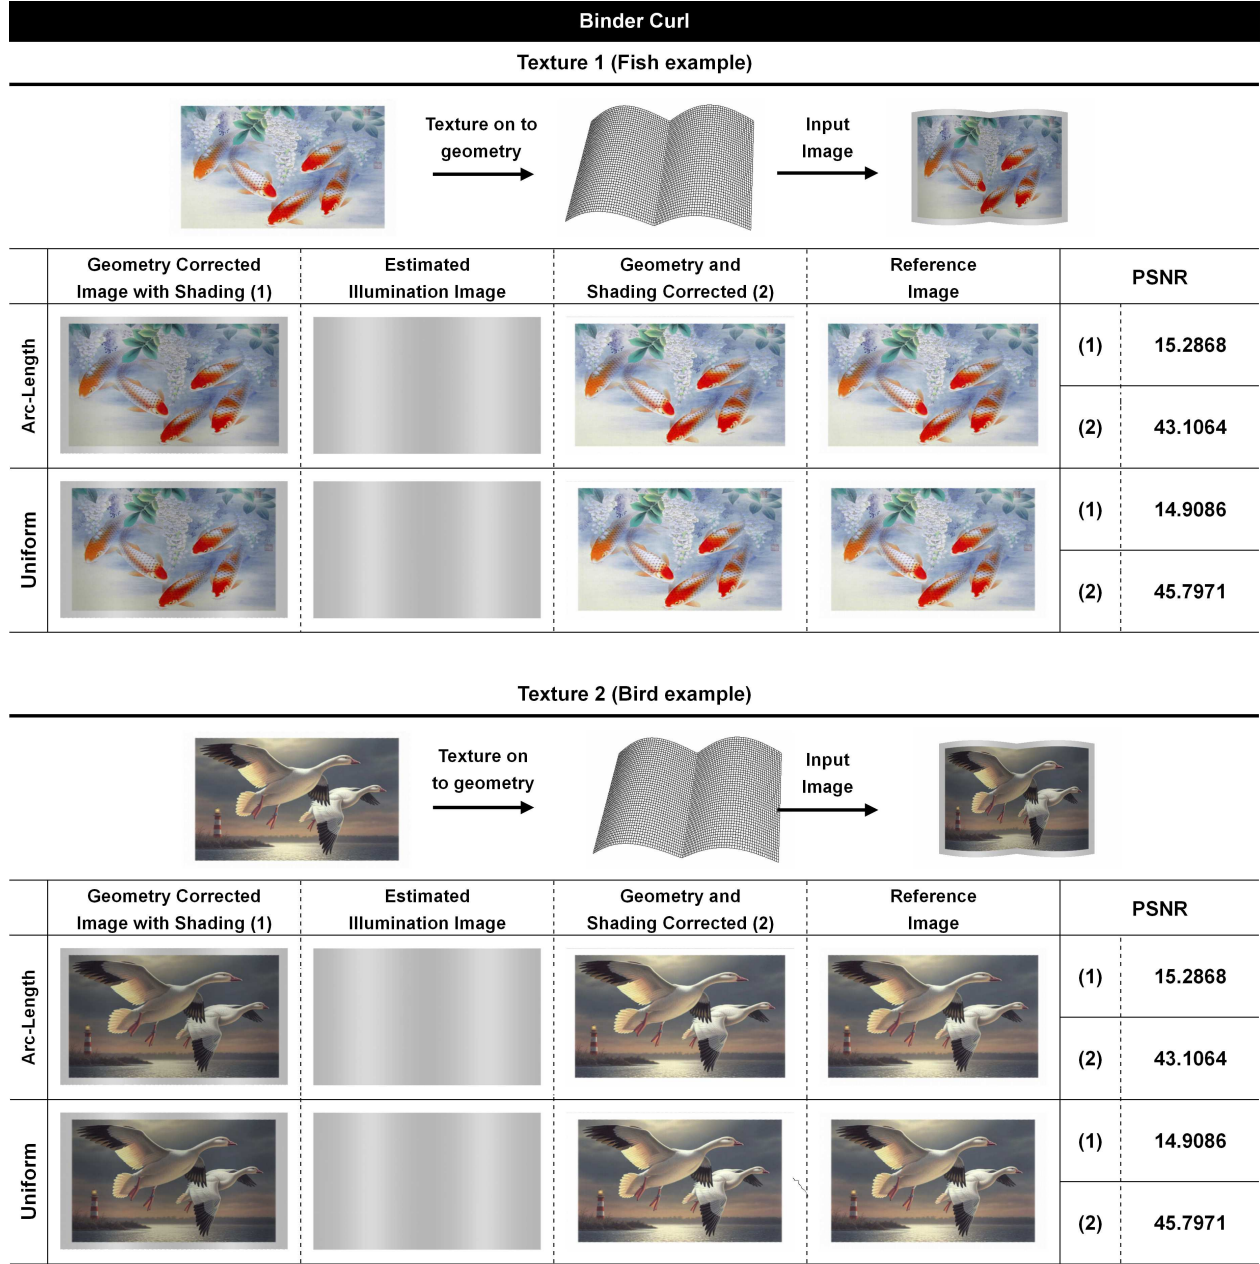 Binder Curl
Texture 1 (Fish example)
Texture on to
geometry
Input
Image
Geometry Corrected
Image with Shading (1)
Estimated
Illumination Image
Geometry and
Shading Corrected (2)
Reference
Image
PSNR
Arc-Length
(1)
15.2868
(2)
43.1064
Uniform
(1)
14.9086
(2)
45.7971
Texture 2 (Bird example)
Texture on
to geometry
Input
Image
Geometry Corrected
Image with Shading (1)
Estimated
Illumination Image
Geometry and
Shading Corrected (2)
Reference
Image
PSNR
Arc-Length
(1)
15.2868
(2)
43.1064
Uniform
(1)
14.9086
(2)
45.7971